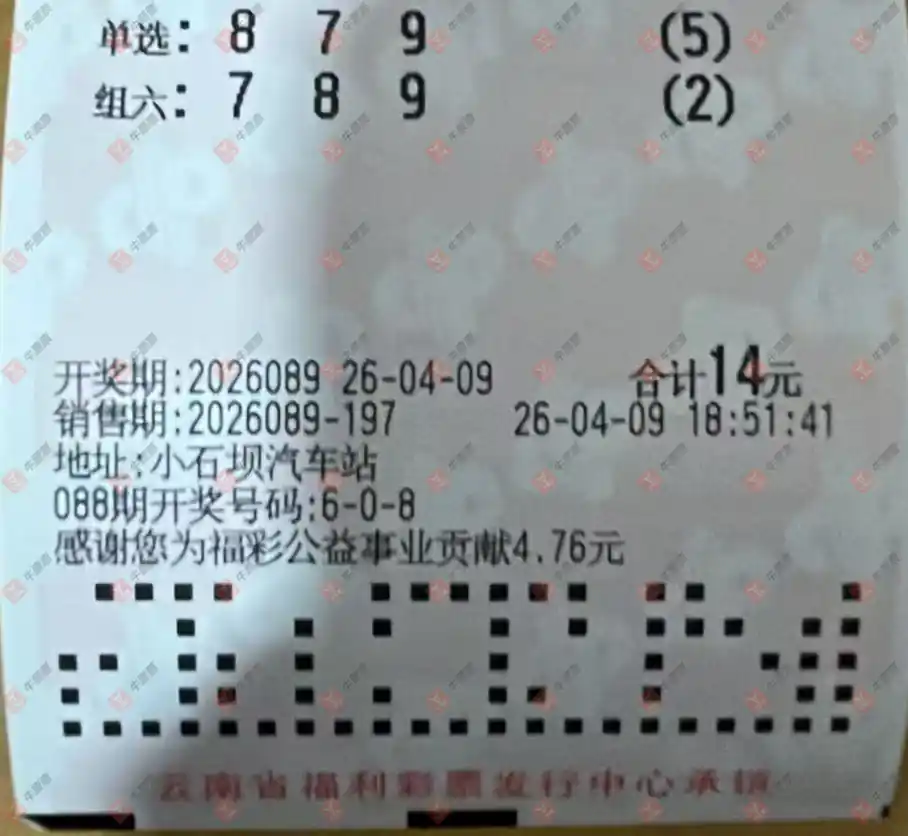 单选: 8 7 9 (5)
组六: 7 8 9 (2)
开奖期:2026089 26-04-09 合计14元
销售期:2026089-197 26-04-09 18:51:41
地址:小石坝汽车站
088期开奖号码:6-0-8
感谢您为福彩公益事业贡献4.76元
云南省福利彩票发行中心承销